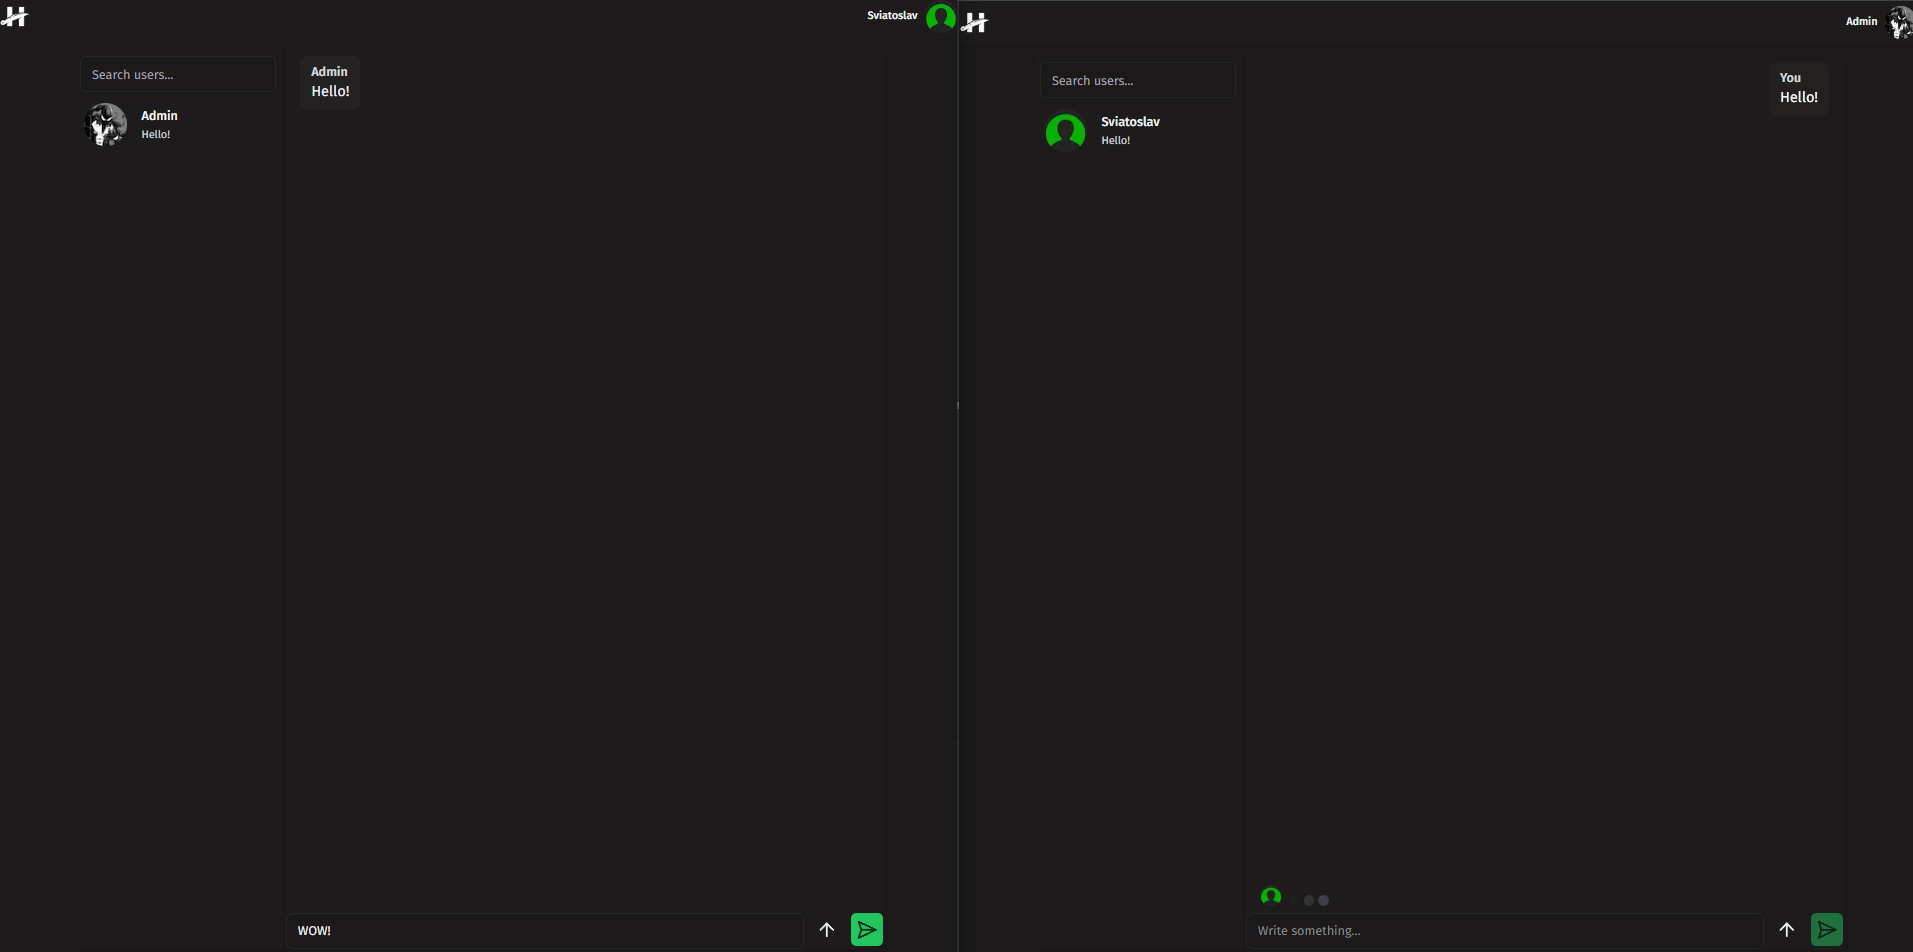 H
Sviatoslav
Search users...
Admin
Hello!
Admin
Hello!
WOW!
H
Admin
Search users...
Sviatoslav
Hello!
You
Hello!
Write something...